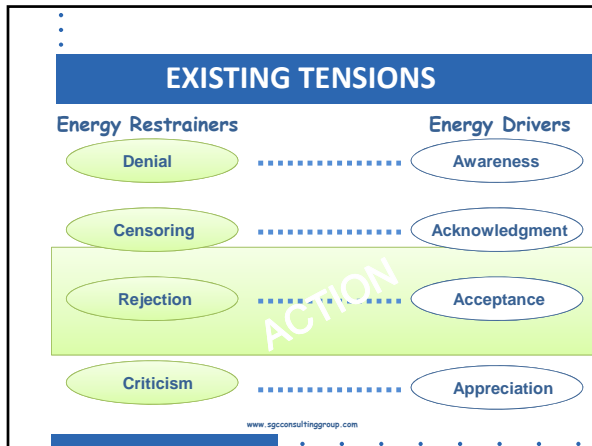 EXISTING TENSIONS
Energy Restrainers Energy Drivers
Denial Awareness
Censoring Acknowledgment
Rejection Acceptance
ACTION
Criticism Appreciation
www.sgcconsultinggroup.com